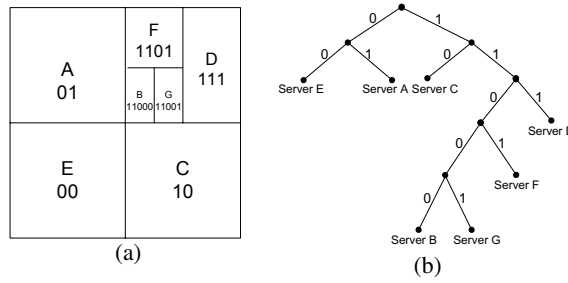 A
01
F
1101
D
111
B
11000
G
11001
E
00
C
10
(a)
0 1
0 1 0 1
Server E Server A Server C
0 1
Server D
0 1
Server F
0 1
Server B Server G
(b)